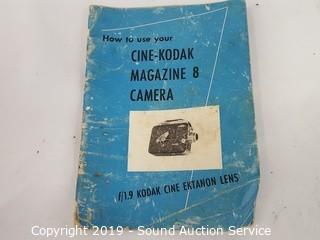 How to use your
CINE-KODAK
MAGAZINE 8
CAMERA
f/1.9 KODAK CINE EKTANON LENS
Copyright 2019 - Sound Auction Service